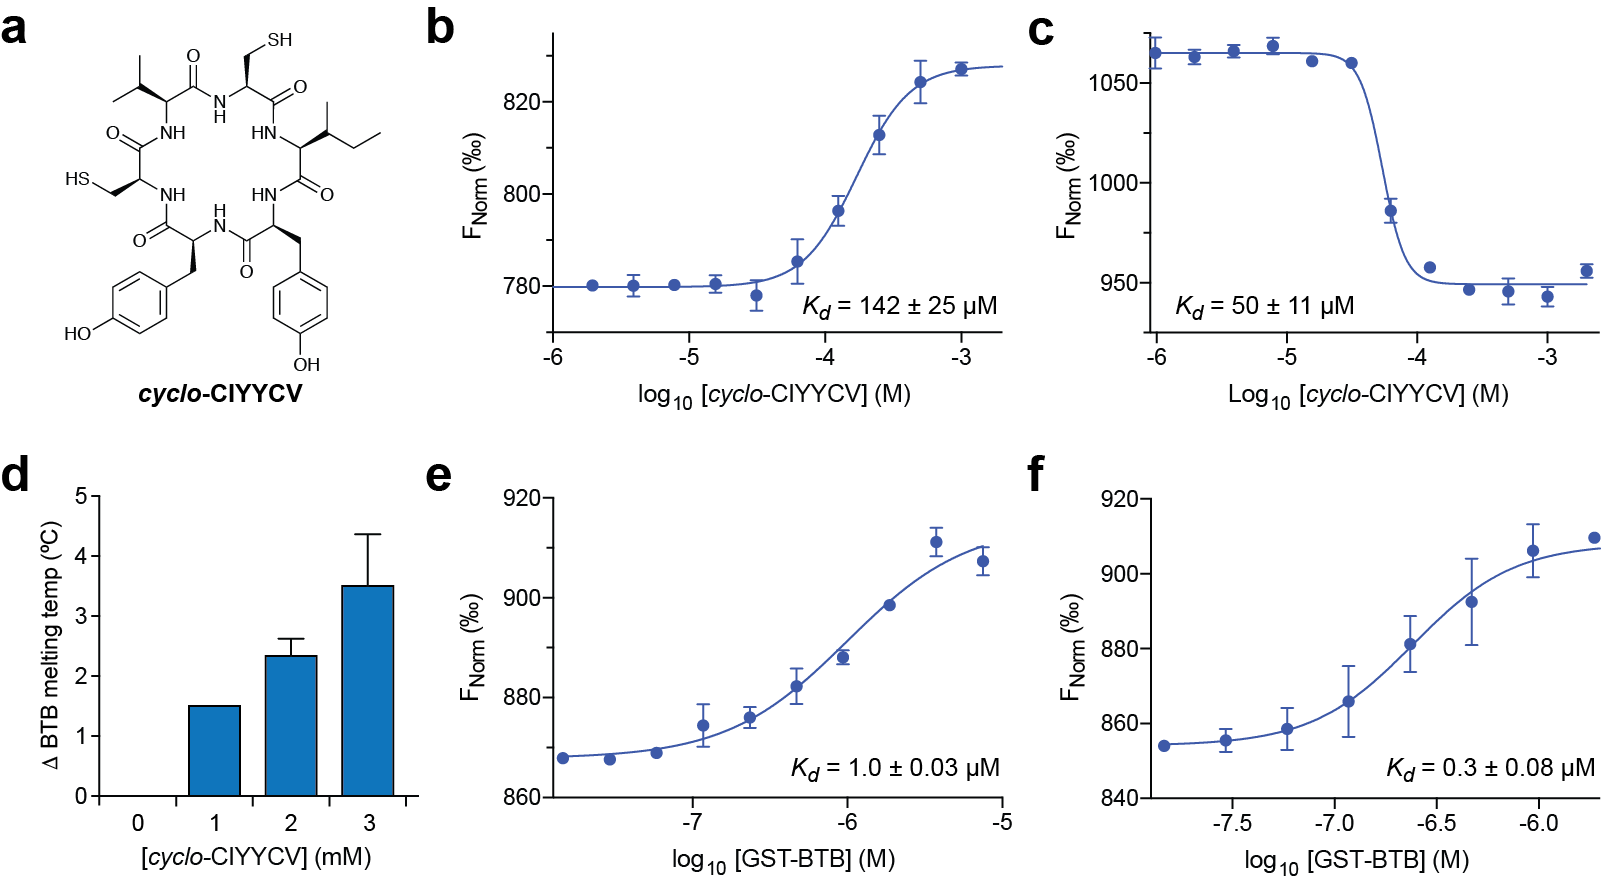 a
SH
O
O
N
H
NH
HN
O
HS
NH
HN
O
H
N
O
O
HO
OH
cyclo-CIYYCV
b
FNorm (‰)
820
800
780
Kd = 142 ± 25 µM
-6 -5 -4 -3
log10 [cyclo-CIYYCV] (M)
c
FNorm (‰)
1050
1000
950
Kd = 50 ± 11 µM
-6 -5 -4 -3
Log10 [cyclo-CIYYCV] (M)
d
Δ BTB melting temp (ºC)
5
4
3
2
1
0
0 1 2 3
[cyclo-CIYYCV] (mM)
e
FNorm (‰)
920
900
880
860
Kd = 1.0 ± 0.03 µM
-7 -6 -5
log10 [GST-BTB] (M)
f
FNorm (‰)
920
900
880
860
840
Kd = 0.3 ± 0.08 µM
-7.5 -7.0 -6.5 -6.0
log10 [GST-BTB] (M)